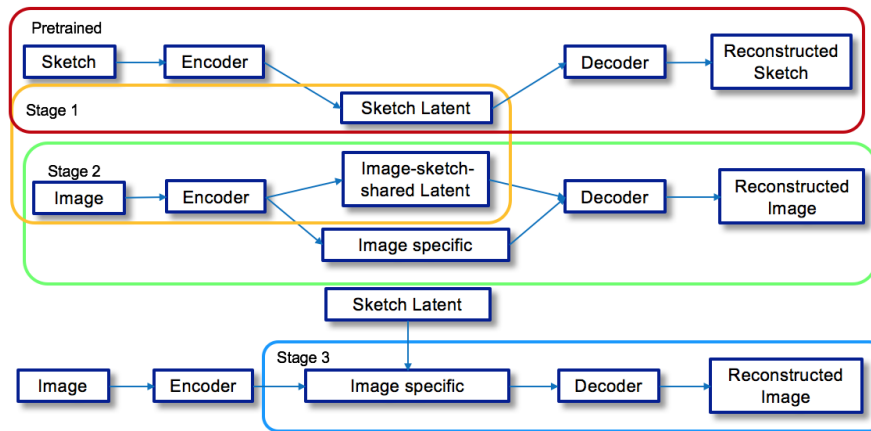 Pretrained
Sketch
Encoder
Decoder
Reconstructed
Sketch
Stage 1
Sketch Latent
Stage 2
Image
Encoder
Image-sketch-
shared Latent
Decoder
Reconstructed
Image
Image specific
Sketch Latent
Stage 3
Image
Encoder
Image specific
Decoder
Reconstructed
Image